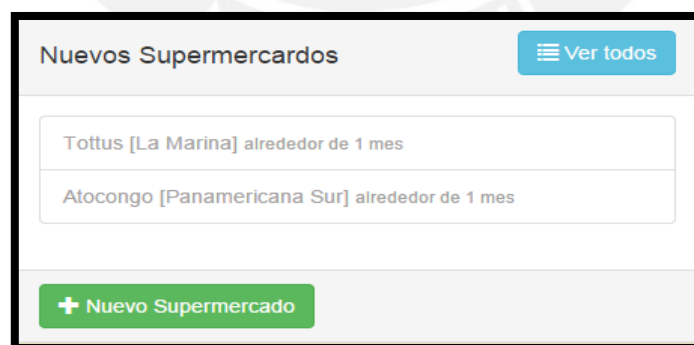 Nuevos Supermercardos
Ver todos
Tottus [La Marina] alrededor de 1 mes
Atocongo [Panamericana Sur] alrededor de 1 mes
Nuevo Supermercado